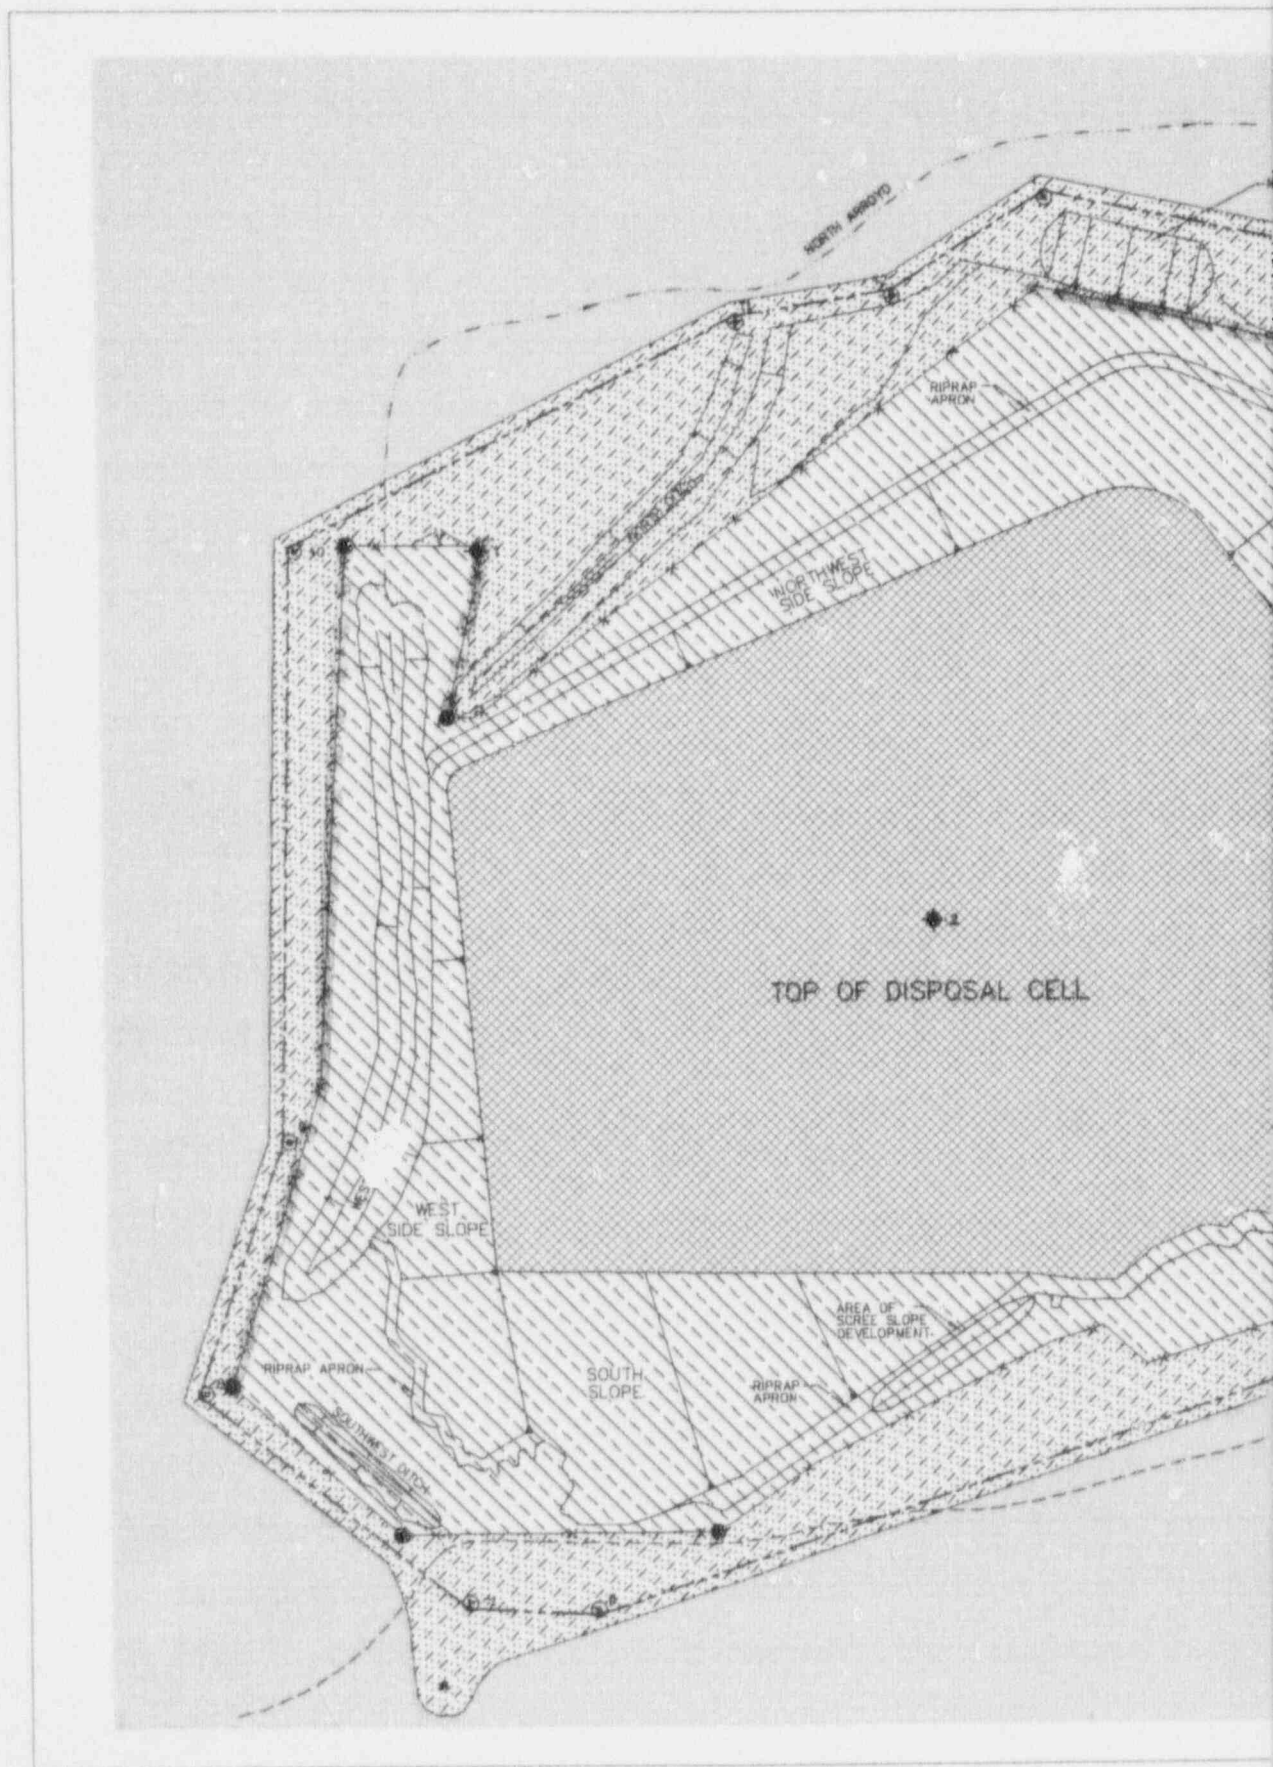 NORTH ARROYO
RIPRAP
APRON
NORTHWEST
SIDE SLOPE
2
TOP OF DISPOSAL CELL
WEST
SIDE SLOPE
AREA OF
SCREE SLOPE
DEVELOPMENT
RIPRAP APRON
SOUTH
SLOPE
RIPRAP
APRON
SOUTHWEST DITCH